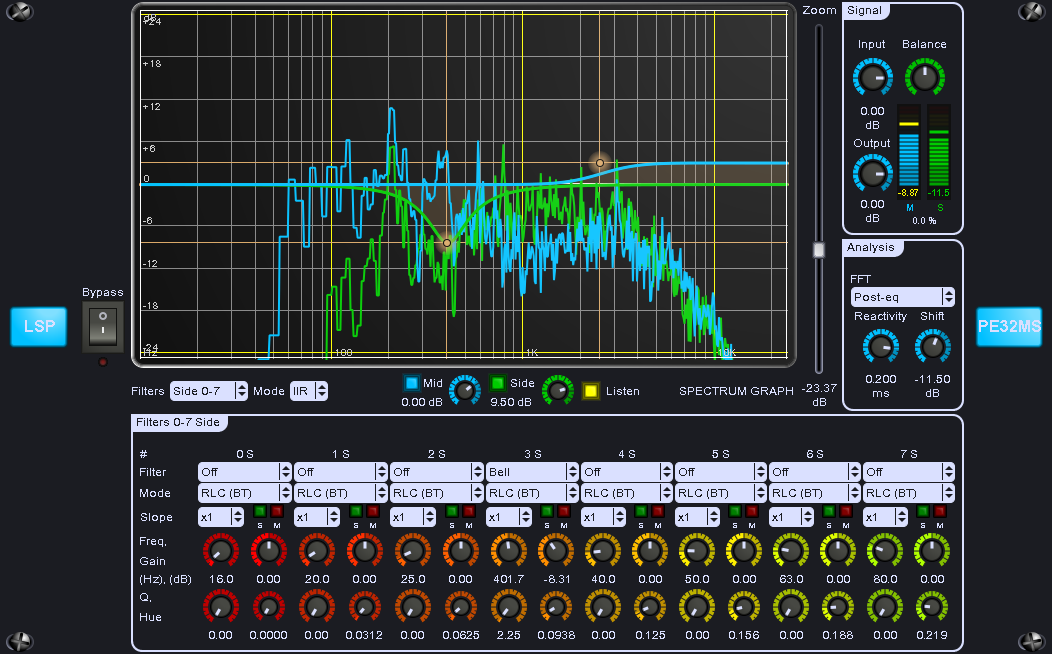 Zoom
Signal
dB
+24
+18
+12
+6
0
-6
-12
-18
-24
100
1K
10K
Input Balance
0.00
dB
Output
0.00
dB
-8.87 -11.5
M S
0.0 %
Analysis
FFT
Post-eq
Reactivity Shift
0.200 -11.50
ms dB
Bypass
LSP
PE32MS
Filters Side 0-7 Mode IIR
Mid
0.00 dB
Side
9.50 dB
Listen
SPECTRUM GRAPH
-23.37
dB
Filters 0-7 Side
# 0 S 1 S 2 S 3 S 4 S 5 S 6 S 7 S
Filter Off Off Off Bell Off Off Off Off
Mode RLC (BT) RLC (BT) RLC (BT) RLC (BT) RLC (BT) RLC (BT) RLC (BT) RLC (BT)
Slope x1 x1 x1 x1 x1 x1 x1 x1
S M S M S M S M S M S M S M S M
Freq,
Gain
(Hz), (dB) 16.0 0.00 20.0 0.00 25.0 0.00 401.7 -8.31 40.0 0.00 50.0 0.00 63.0 0.00 80.0 0.00
Q,
Hue
0.00 0.0000 0.00 0.0312 0.00 0.0625 2.25 0.0938 0.00 0.125 0.00 0.156 0.00 0.188 0.00 0.219